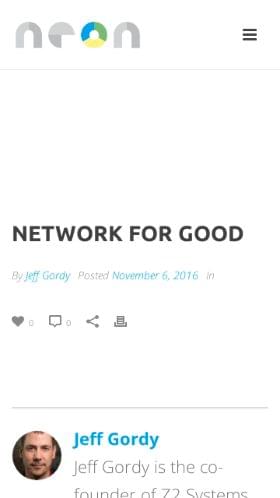 neon
NETWORK FOR GOOD
By Jeff Gordy Posted November 6, 2016 In
0 0
Jeff Gordy
Jeff Gordy is the co-
founder of Z2 Systems